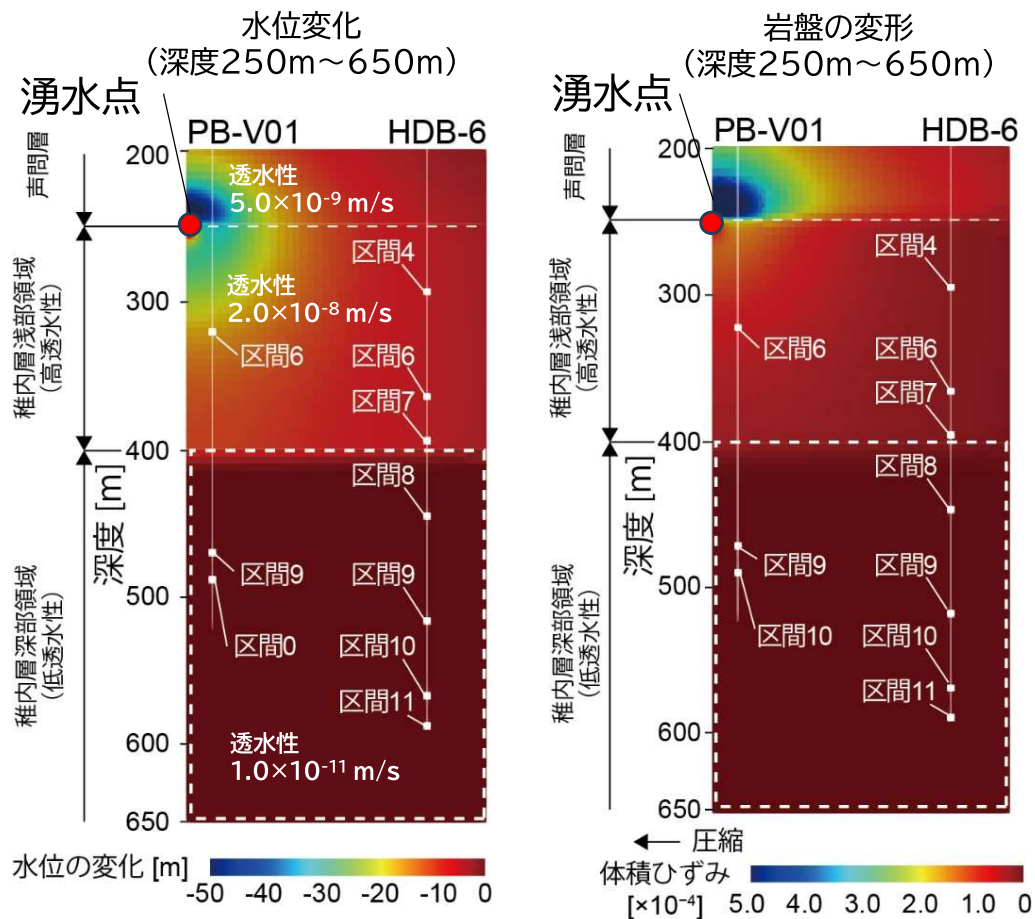 水位変化
(深度250m～650m)
湧水点
PB-V01
HDB-6
200
300
400
500
600
650
深度 [m]
声問層
稚内層浅部領域
(高透水性)
稚内層深部領域
(低透水性)
透水性
5.0×10⁻⁹ m/s
透水性
2.0×10⁻⁸ m/s
区間4
区間6
区間6
区間7
区間8
区間9
区間9
区間0
区間10
区間11
透水性
1.0×10⁻¹¹ m/s
水位の変化 [m]
-50 -40 -30 -20 -10 0
岩盤の変形
(深度250m～650m)
湧水点
PB-V01
HDB-6
200
300
400
500
600
650
深度 [m]
声問層
稚内層浅部領域
(高透水性)
稚内層深部領域
(低透水性)
区間4
区間6
区間6
区間7
区間8
区間9
区間9
区間10
区間10
区間11
圧縮
体積ひずみ
[×10⁻⁴]
5.0 4.0 3.0 2.0 1.0 0